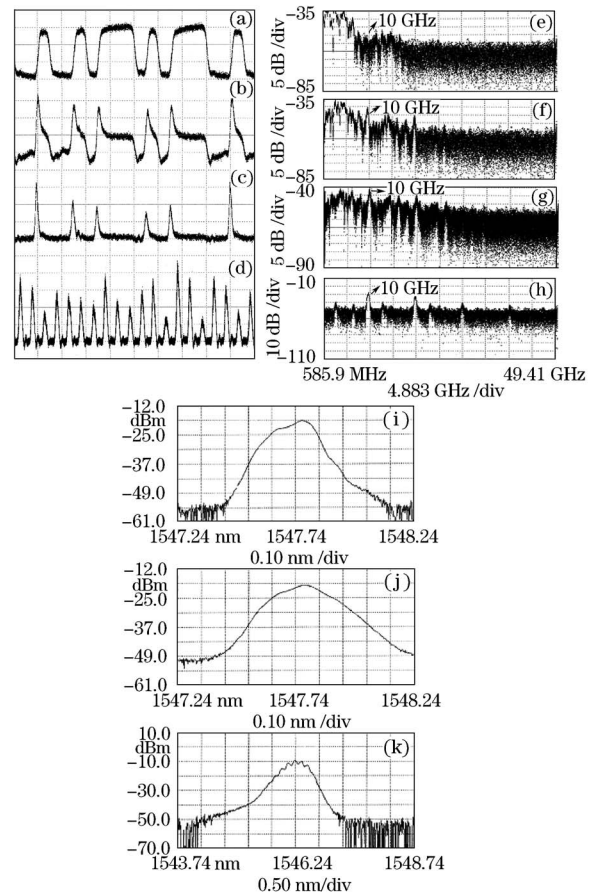 (a)
(b)
(c)
(d)
−35
10 GHz
(e)
5 dB /div
−85
−35
10 GHz
(f)
5 dB /div
−85
−40
10 GHz
(g)
5 dB /div
−90
−10
10 GHz
(h)
10 dB /div
−110
585.9 MHz
49.41 GHz
4.883 GHz /div
−12.0
dBm
−25.0
−37.0
−49.0
−61.0
(i)
1547.24 nm
1547.74
1548.24
0.10 nm /div
−12.0
dBm
−25.0
−37.0
−49.0
−61.0
(j)
1547.24 nm
1547.74
1548.24
0.10 nm /div
10.0
dBm
−10.0
−30.0
−50.0
−70.0
(k)
1543.74 nm
1546.24
1548.74
0.50 nm/div